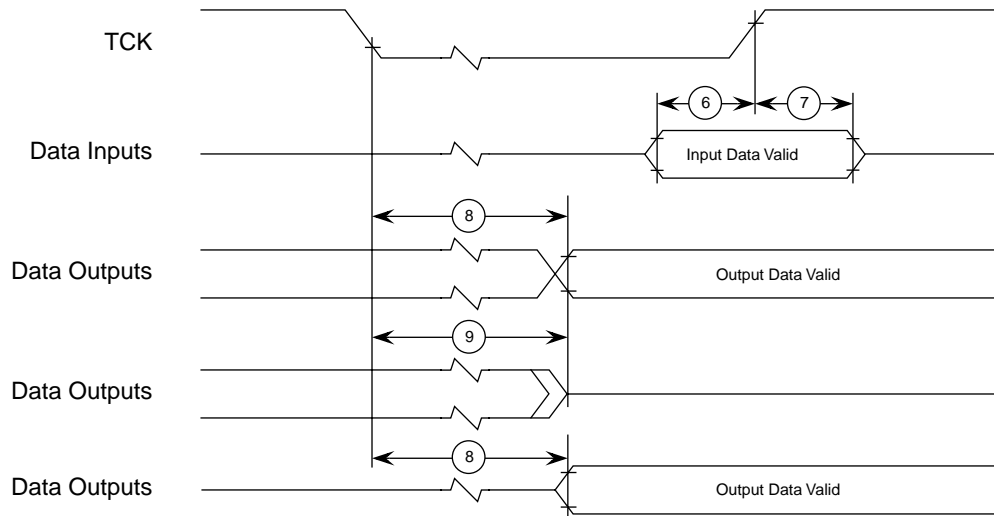 TCK
6
7
Data Inputs
Input Data Valid
8
Data Outputs
Output Data Valid
9
Data Outputs
8
Data Outputs
Output Data Valid